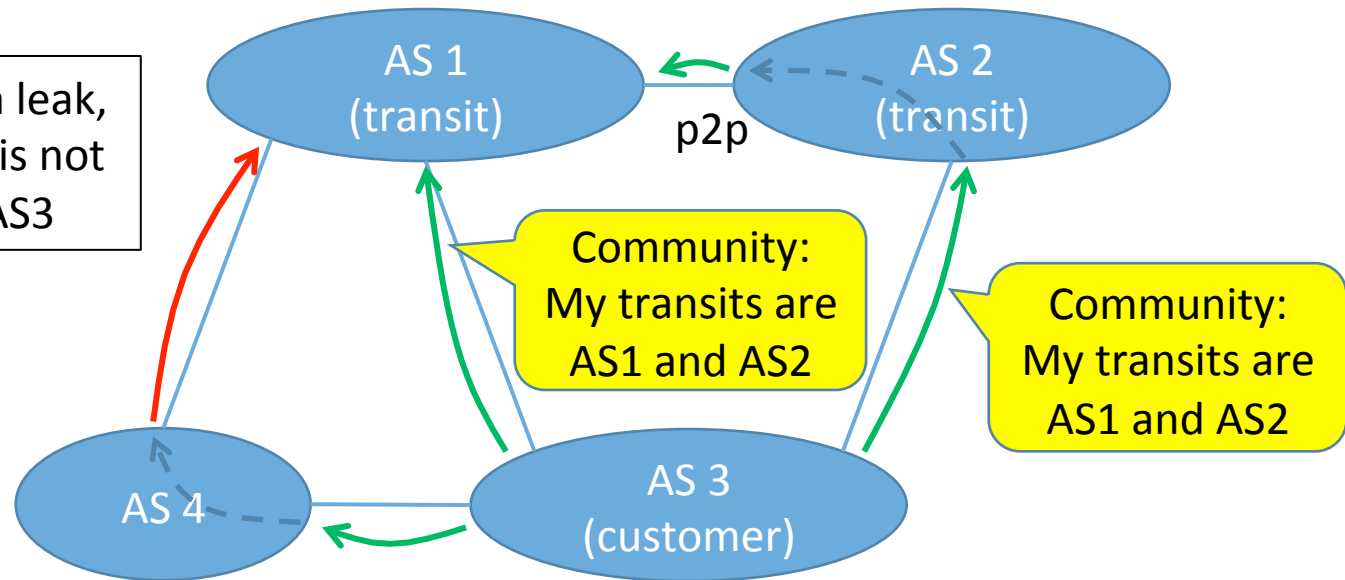 leak,
is not
AS3
AS 1
(transit)
p2p
AS 2
(transit)
Community:
My transits are
AS1 and AS2
Community:
My transits are
AS1 and AS2
AS 4
AS 3
(customer)